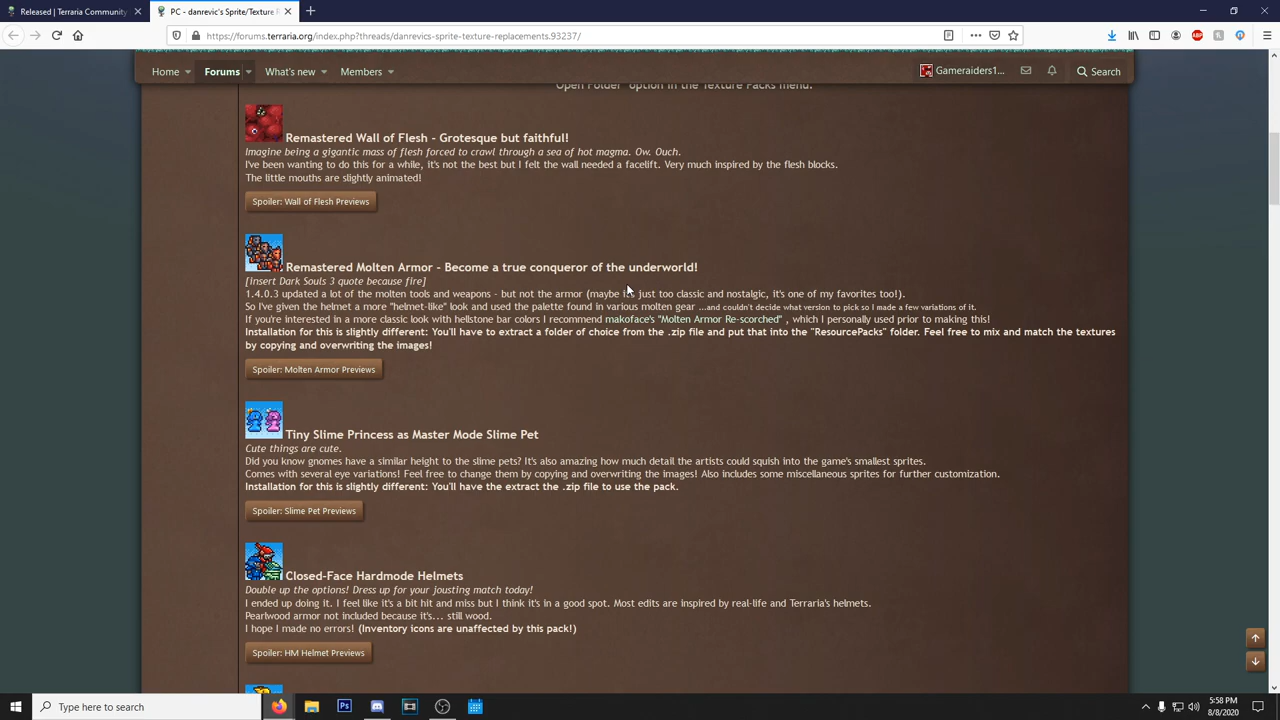 Released | Terraria Community
PC - danrevic's Sprite/Texture
https://forums.terraria.org/index.php?threads/danrevics-sprite-texture-replacements.93237/
Home
Forums
What's new
Members
Gameraiders1...
Search
Open Folder" option in the Texture Packs menu.
Remastered Wall of Flesh - Grotesque but faithful!
Imagine being a gigantic mass of flesh forced to crawl through a sea of hot magma. Ow. Ouch.
I've been wanting to do this for a while, it's not the best but I felt the wall needed a facelift. Very much inspired by the flesh blocks.
The little mouths are slightly animated!
Spoiler: Wall of Flesh Previews
Remastered Molten Armor - Become a true conqueror of the underworld!
[Insert Dark Souls 3 quote because fire]
1.4.0.3 updated a lot of the molten tools and weapons - but not the armor (maybe it's just too classic and nostalgic, it's one of my favorites too!).
So I've given the helmet a more "helmet-like" look and used the palette found in various molten gear ...and couldn't decide what version to pick so I made a few variations of it.
If you're interested in a more classic look with hellstone bar colors I recommend makoface's "Molten Armor Re-scorched" , which I personally used prior to making this!
Installation for this is slightly different: You'll have to extract a folder of choice from the .zip file and put that into the "ResourcePacks" folder. Feel free to mix and match the textures
by copying and overwriting the images!
Spoiler: Molten Armor Previews
Tiny Slime Princess as Master Mode Slime Pet
Cute things are cute.
Did you know gnomes have a similar height to the slime pets? It's also amazing how much detail the artists could squish into the game's smallest sprites.
Comes with several eye variations! Feel free to change them by copying and overwriting the images! Also includes some miscellaneous sprites for further customization.
Installation for this is slightly different: You'll have the extract the .zip file to use the pack.
Spoiler: Slime Pet Previews
Closed-Face Hardmode Helmets
Double up the options! Dress up for your jousting match today!
I ended up doing it. I feel like it's a bit hit and miss but I think it's in a good spot. Most edits are inspired by real-life and Terraria's helmets.
Pearlwood armor not included because it's... still wood.
I hope I made no errors! (Inventory icons are unaffected by this pack!)
Spoiler: HM Helmet Previews
Type here to search
Ps
5:58 PM
8/8/2020